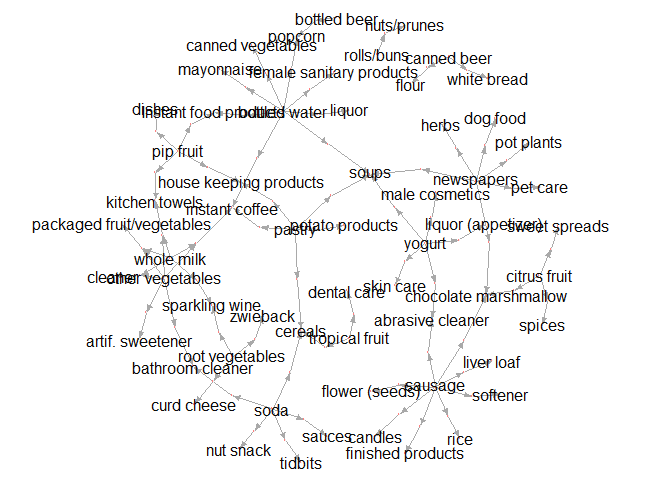 bottled beer
nuts/prunes
popcorn
canned vegetables
rolls/buns
canned beer
mayonnaise
female sanitary products
flour
white bread
dishes
instant food products
bottled water
liquor
herbs
dog food
pip fruit
pot plants
soups
house keeping products
newspapers
pet care
male cosmetics
kitchen towels
instant coffee
packaged fruit/vegetables
pastry
potato products
liquor (appetizer)
sweet spreads
yogurt
whole milk
cleaner
other vegetables
citrus fruit
skin care
dental care
chocolate marshmallow
sparkling wine
zwieback
abrasive cleaner
spices
cereals
tropical fruit
artif. sweetener
root vegetables
bathroom cleaner
liver loaf
flower (seeds)
sausage
softener
curd cheese
soda
nut snack
sauces
candles
rice
finished products
tidbits